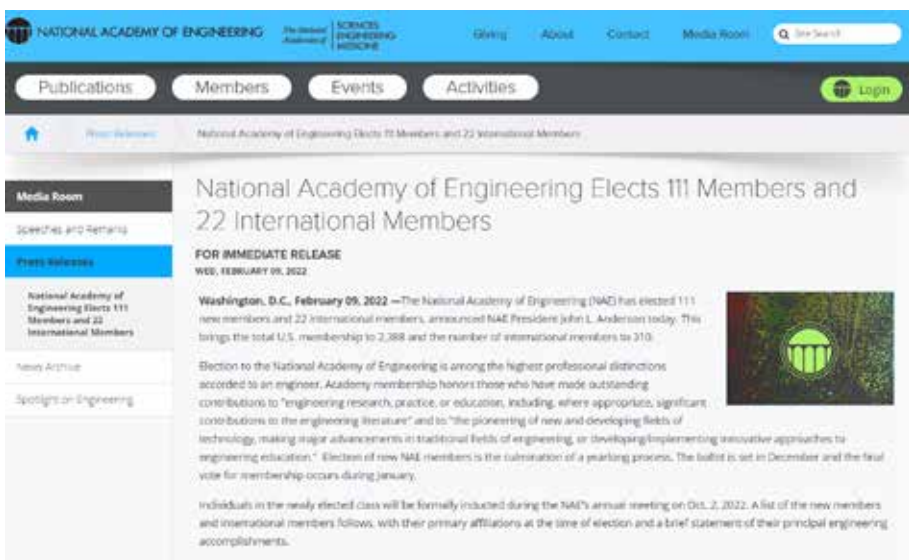 NATIONAL ACADEMY OF ENGINEERING
The National Academies of
SCIENCES
ENGINEERING
MEDICINE
Giving About Contact Media Room Site Search
Publications Members Events Activities Login
Press Releases National Academy of Engineering Elects 111 Members and 22 International Members
National Academy of Engineering Elects 111 Members and
22 International Members
FOR IMMEDIATE RELEASE
WED, FEBRUARY 09, 2022
Washington, D.C., February 09, 2022 —The National Academy of Engineering (NAE) has elected 111
new members and 22 international members, announced NAE President John L. Anderson today. This
brings the total U.S. membership to 2,388 and the number of international members to 310.
Election to the National Academy of Engineering is among the highest professional distinctions
accorded to an engineer. Academy membership honors those who have made outstanding
contributions to "engineering research, practice, or education, including, where appropriate, significant
contributions to the engineering literature" and to "the pioneering of new and developing fields of
technology, making major advancements in traditional fields of engineering, or developing/implementing innovative approaches to
engineering education." Election of new NAE members is the culmination of a yearlong process. The ballot is set in December and the final
vote for membership occurs during January.
Individuals in the newly elected class will be formally inducted during the NAE's annual meeting on Oct. 2, 2022. A list of the new members
and international members follows, with their primary affiliations at the time of election and a brief statement of their principal engineering
accomplishments.
Media Room
Speeches and Remarks
Press Releases
National Academy of
Engineering Elects 111
Members and 22
International Members
News Archive
Spotlight on Engineering